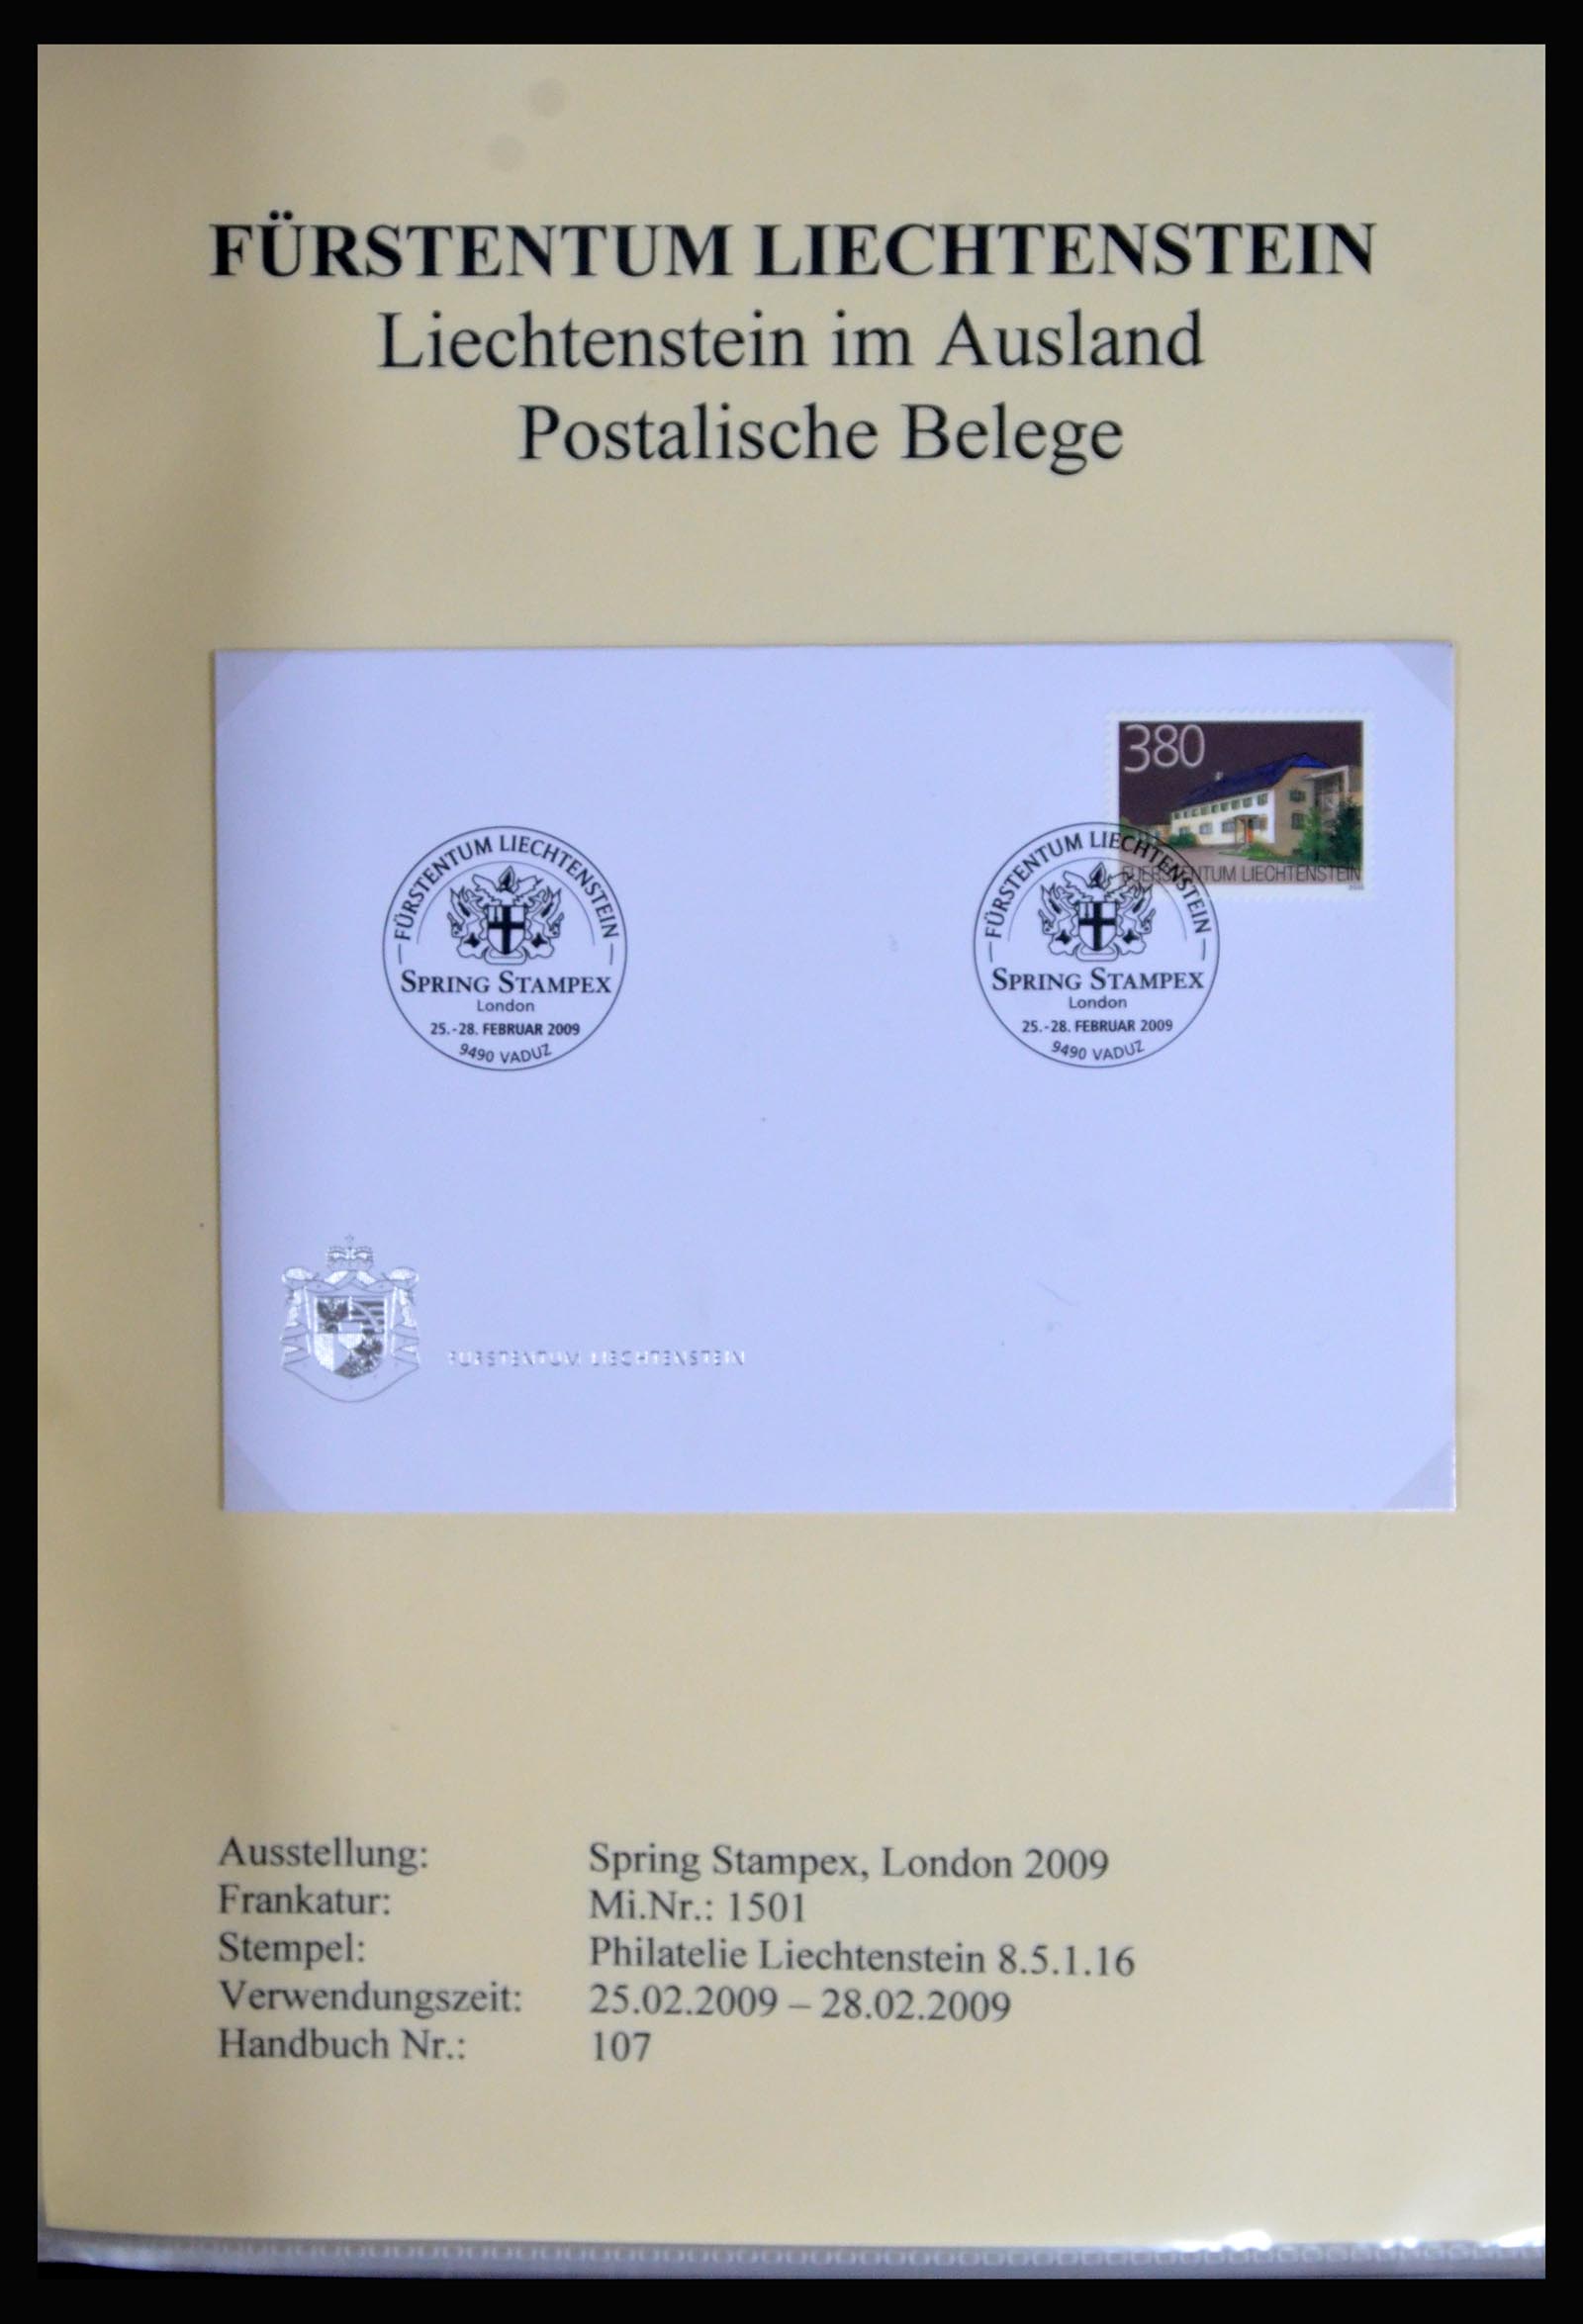 FÜRSTENTUM LIECHTENSTEIN
Liechtenstein im Ausland
Postalische Belege
380
FUERSTENTUM LIECHTENSTEIN
FÜRSTENTUM LIECHTENSTEIN
SPRING STAMPEX
London
25.-28. FEBRUAR 2009
9490 VADUZ
FÜRSTENTUM LIECHTENSTEIN
SPRING STAMPEX
London
25.-28. FEBRUAR 2009
9490 VADUZ
FÜRSTENTUM LIECHTENSTEIN
Ausstellung: Spring Stampex, London 2009
Frankatur: Mi.Nr.: 1501
Stempel: Philatelie Liechtenstein 8.5.1.16
Verwendungszeit: 25.02.2009 – 28.02.2009
Handbuch Nr.: 107